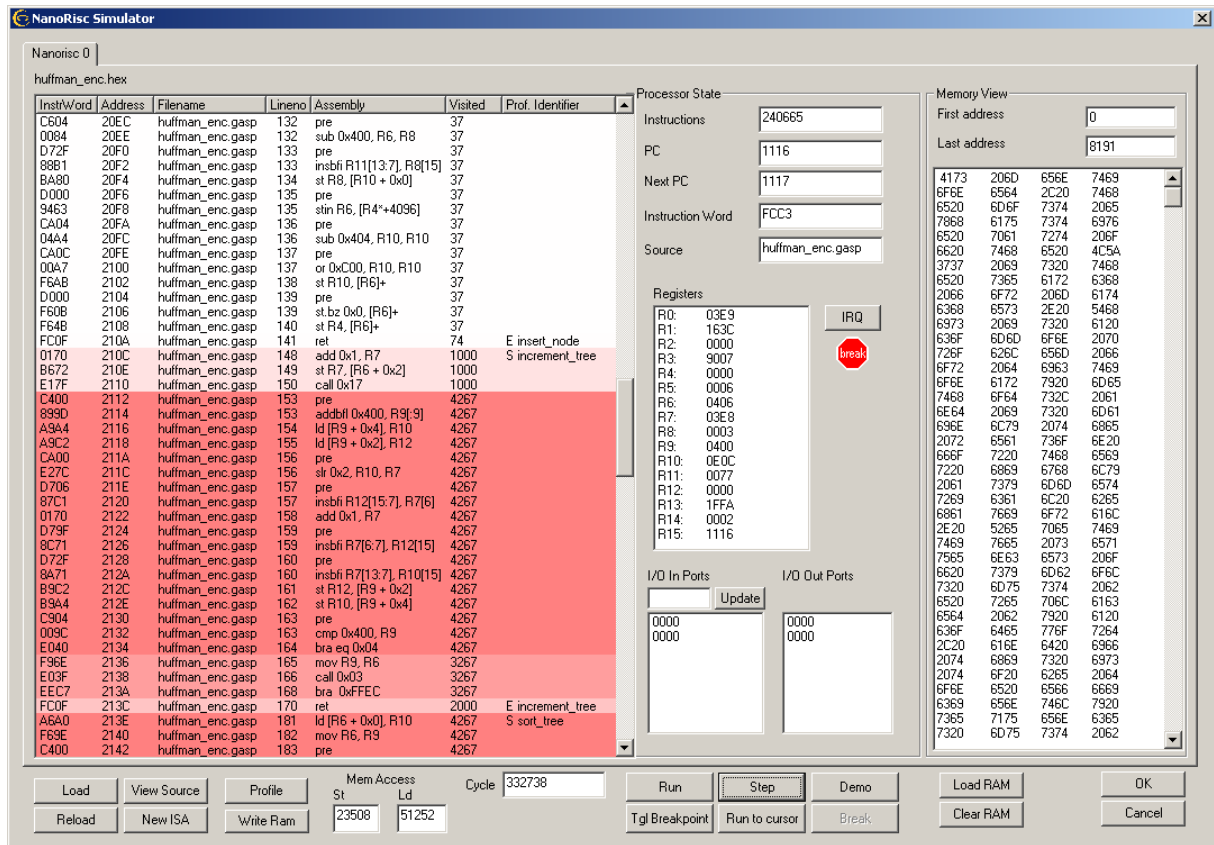 NanoRisc Simulator
Nanorisc 0
huffman_enc.hex
InstrWord Address Filename Lineno Assembly Visited Prof. Identifier
C604 20EC huffman_enc.gasp 132 pre 37
0084 20EE huffman_enc.gasp 132 sub 0x400, R6, R8 37
D72F 20F0 huffman_enc.gasp 133 pre 37
88B1 20F2 huffman_enc.gasp 133 insbfi R11[13:7], R8[15] 37
BA80 20F4 huffman_enc.gasp 134 st R8, [R10 + 0x0] 37
D000 20F6 huffman_enc.gasp 135 pre 37
9463 20F8 huffman_enc.gasp 135 stin R6, [R4*+4096] 37
CA04 20FA huffman_enc.gasp 136 pre 37
04A4 20FC huffman_enc.gasp 136 sub 0x404, R10, R10 37
CA0C 20FE huffman_enc.gasp 137 pre 37
00A7 2100 huffman_enc.gasp 137 or 0xC00, R10, R10 37
F6AB 2102 huffman_enc.gasp 138 st R10, [R6]+ 37
D000 2104 huffman_enc.gasp 139 pre 37
F60B 2106 huffman_enc.gasp 139 st.bz 0x0, [R6]+ 37
F64B 2108 huffman_enc.gasp 140 st R4, [R6]+ 37
FC0F 210A huffman_enc.gasp 141 ret 74 E insert_node
0170 210C huffman_enc.gasp 148 add 0x1, R7 1000 S increment_tree
B672 210E huffman_enc.gasp 149 st R7, [R6 + 0x2] 1000
E17F 2110 huffman_enc.gasp 150 call 0x17 1000
C400 2112 huffman_enc.gasp 153 pre 4267
899D 2114 huffman_enc.gasp 153 addbfl 0x400, R9[:9] 4267
A9A4 2116 huffman_enc.gasp 154 ld [R9 + 0x4], R10 4267
A9C2 2118 huffman_enc.gasp 155 ld [R9 + 0x2], R12 4267
CA00 211A huffman_enc.gasp 156 pre 4267
E27C 211C huffman_enc.gasp 156 slr 0x2, R10, R7 4267
D706 211E huffman_enc.gasp 157 pre 4267
87C1 2120 huffman_enc.gasp 157 insbfi R12[15:7], R7[6] 4267
0170 2122 huffman_enc.gasp 158 add 0x1, R7 4267
D79F 2124 huffman_enc.gasp 159 pre 4267
8C71 2126 huffman_enc.gasp 159 insbfi R7[6:7], R12[15] 4267
D72F 2128 huffman_enc.gasp 160 pre 4267
8A71 212A huffman_enc.gasp 160 insbfi R7[13:7], R10[15] 4267
B9C2 212C huffman_enc.gasp 161 st R12, [R9 + 0x2] 4267
B9A4 212E huffman_enc.gasp 162 st R10, [R9 + 0x4] 4267
C904 2130 huffman_enc.gasp 163 pre 4267
009C 2132 huffman_enc.gasp 163 cmp 0x400, R9 4267
E040 2134 huffman_enc.gasp 164 bra eq 0x04 4267
F96E 2136 huffman_enc.gasp 165 mov R9, R6 3267
E03F 2138 huffman_enc.gasp 166 call 0x03 3267
EEC7 213A huffman_enc.gasp 168 bra 0xFFEC 3267
FC0F 213C huffman_enc.gasp 170 ret 2000 E increment_tree
A6A0 213E huffman_enc.gasp 181 ld [R6 + 0x0], R10 4267 S sort_tree
F69E 2140 huffman_enc.gasp 182 mov R6, R9 4267
C400 2142 huffman_enc.gasp 183 pre 4267
Processor State
Instructions 240665
PC 1116
Next PC 1117
Instruction Word FCC3
Source huffman_enc.gasp
Registers
R0: 03E9
R1: 163C
R2: 0000
R3: 9007
R4: 0000
R5: 0006
R6: 0406
R7: 03E8
R8: 0003
R9: 0400
R10: 0E0C
R11: 0077
R12: 0000
R13: 1FFA
R14: 0002
R15: 1116
IRQ
break
I/O In Ports I/O Out Ports
Update
0000 0000
0000 0000
Memory View
First address 0
Last address 8191
4173 206D 656E 7469
6F6E 6564 2C20 7468
6520 6D6F 7374 2065
7868 6175 7374 6976
6520 7061 7274 206F
6620 7468 6520 4C5A
3737 2069 7320 7468
6520 7365 6172 6368
2066 6F72 206D 6174
6368 6573 2E20 5468
6973 2069 7320 6120
636F 6D6D 6F6E 2070
726F 626C 656D 2066
6F72 2064 6963 7469
6F6E 6172 7920 6D65
7468 6F64 732C 2061
6E64 2069 7320 6D61
696E 6C79 2074 6865
2072 6561 736F 6E20
666F 7220 7468 6569
7220 6869 6768 6C79
2061 7379 6D6D 6574
7269 6361 6C20 6265
6861 7669 6F72 616C
2E20 5265 7065 7469
7469 7665 2073 6571
7565 6E63 6573 206F
6620 7379 6D62 6F6C
7320 6D75 7374 2062
6520 7265 706C 6163
6564 2062 7920 6120
636F 6465 776F 7264
2C20 616E 6420 6966
2074 6869 7320 6973
2074 6F20 6265 2064
6F6E 6520 6566 6669
6369 656E 746C 7920
7365 7175 656E 6365
7320 6D75 7374 2062
Load View Source Profile
Reload New ISA Write Ram
Mem Access
St Ld
23508 51252
Cycle 332738
Run Step Demo
Tgl Breakpoint Run to cursor Break
Load RAM
Clear RAM
OK
Cancel